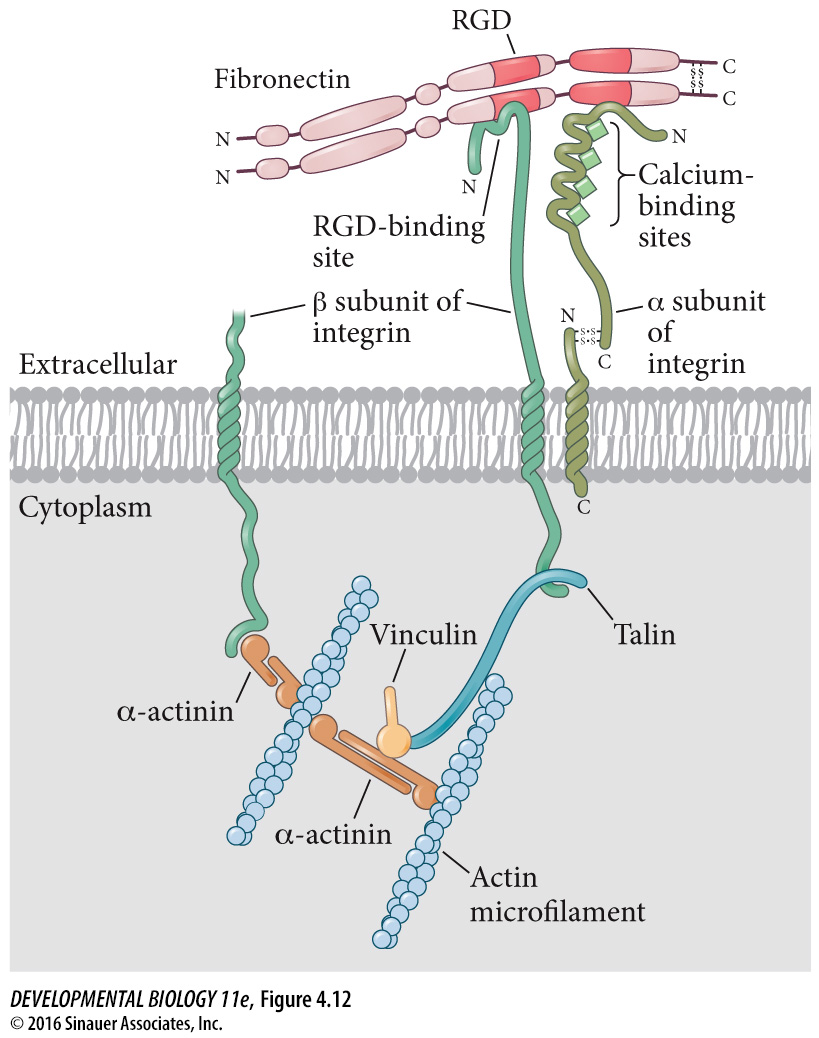 RGD
Fibronectin
C
S S
S S
C
N
N
N
N
RGD-binding
site
Calcium-
binding
sites
β subunit of
integrin
N
S•S
S•S
C
α subunit
of
integrin
Extracellular
Cytoplasm
C
Vinculin
Talin
α-actinin
α-actinin
Actin
microfilament
DEVELOPMENTAL BIOLOGY 11e, Figure 4.12
© 2016 Sinauer Associates, Inc.